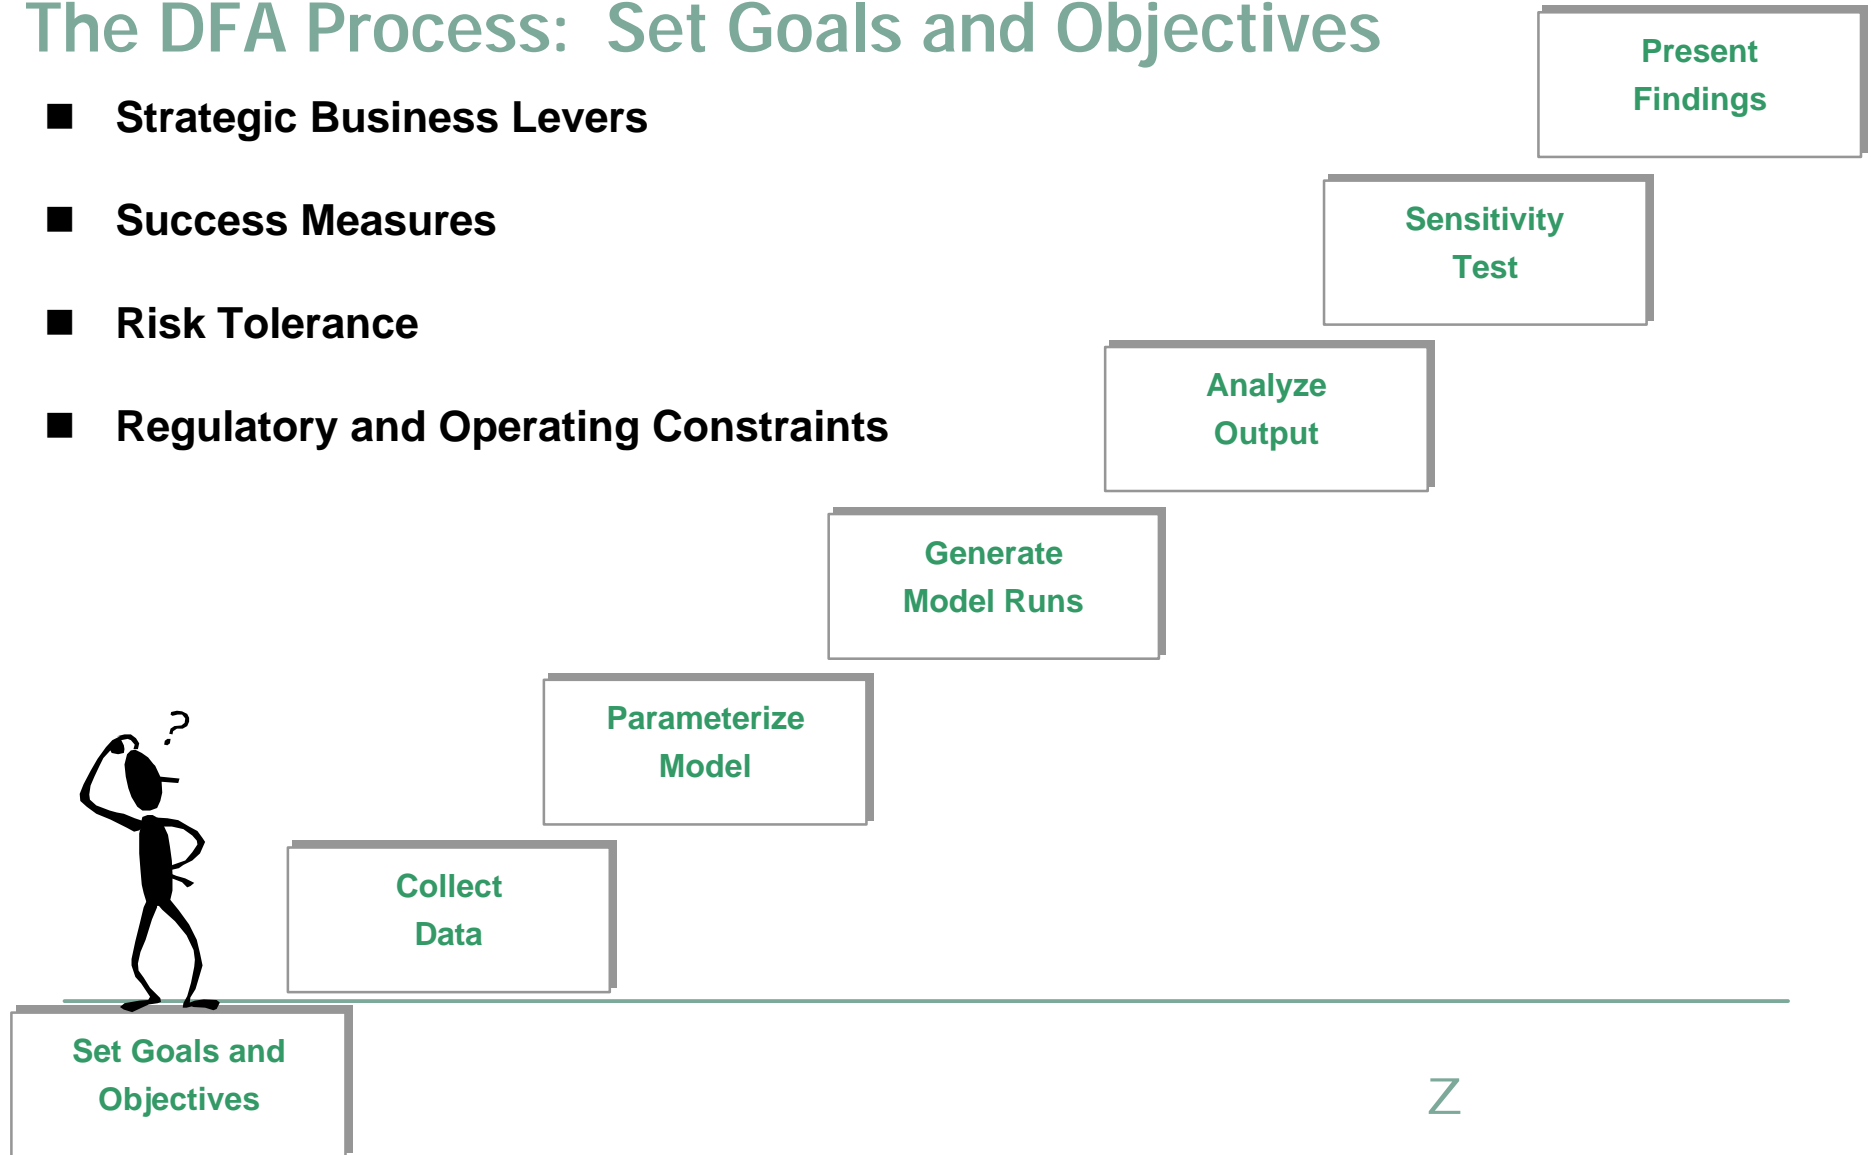 The DFA Process: Set Goals and Objectives
Strategic Business Levers
Success Measures
Risk Tolerance
Regulatory and Operating Constraints
Present
Findings
Sensitivity
Test
Analyze
Output
Generate
Model Runs
Parameterize
Model
?
Collect
Data
Set Goals and
Objectives
Z